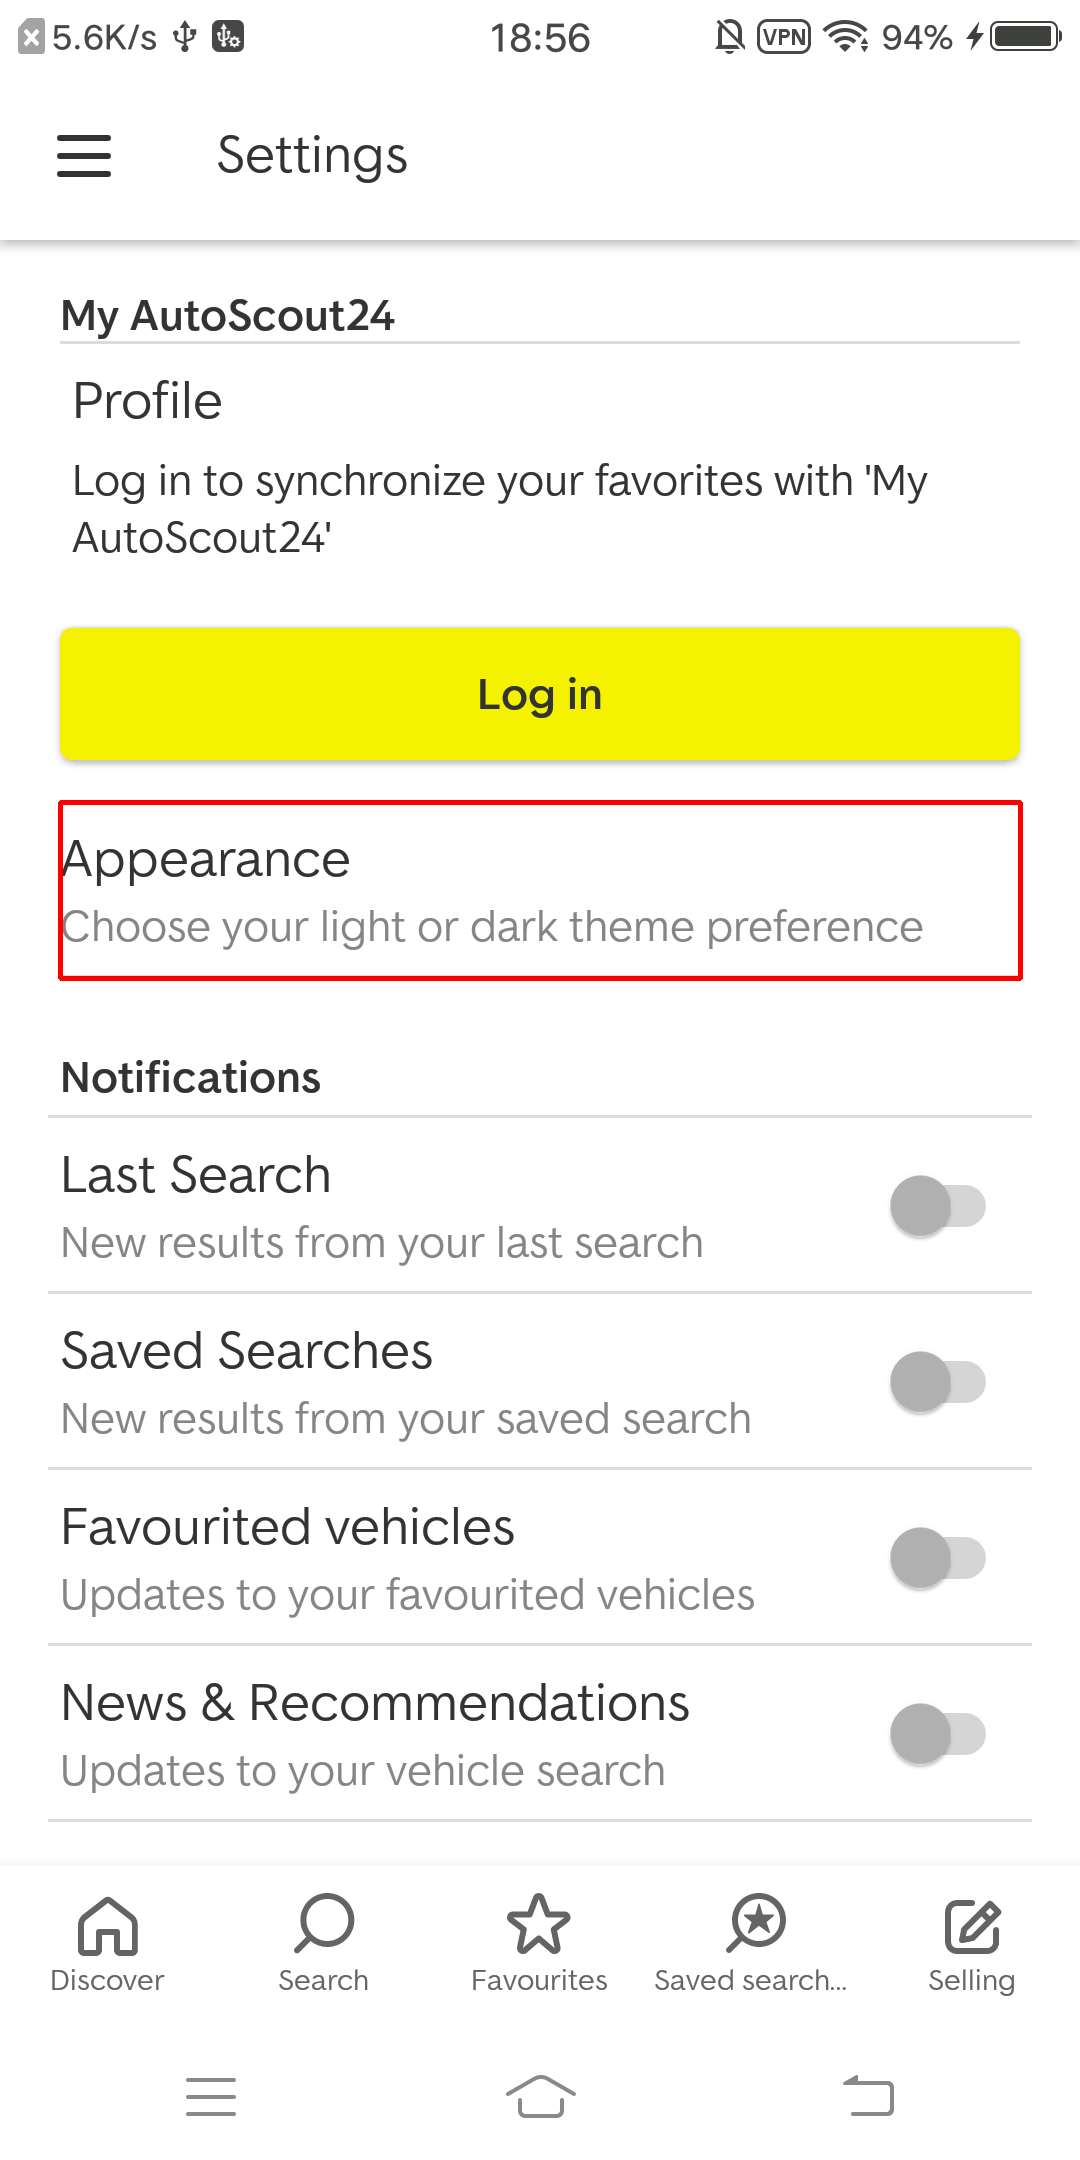 5.6K/s 18:56 VPN 94%
Settings
My AutoScout24
Profile
Log in to synchronize your favorites with 'My
AutoScout24'
Log in
Appearance
Choose your light or dark theme preference
Notifications
Last Search
New results from your last search
Saved Searches
New results from your saved search
Favourited vehicles
Updates to your favourited vehicles
News & Recommendations
Updates to your vehicle search
Discover Search Favourites Saved search... Selling